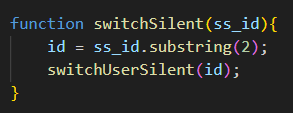 function switchSilent(ss_id){
    id = ss_id.substring(2);
    switchUserSilent(id);
}